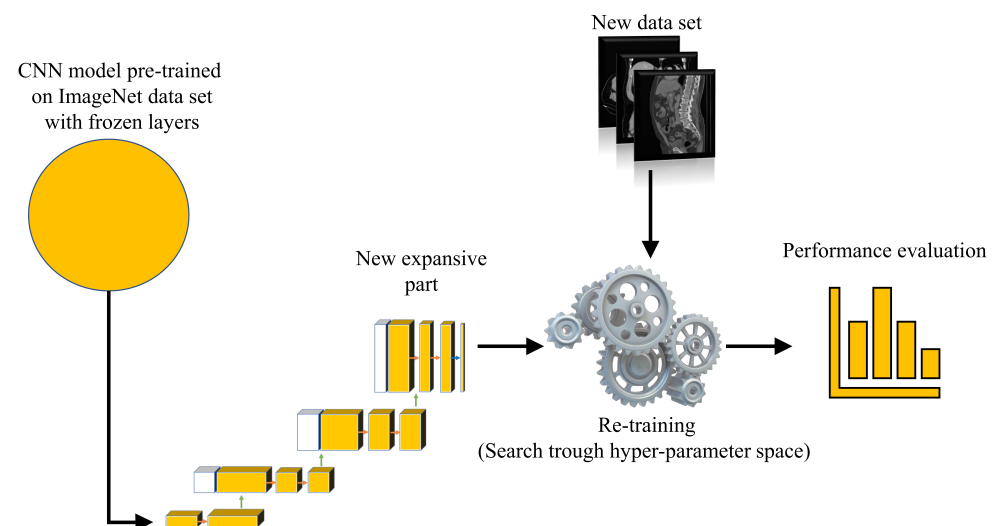 New data set
CNN model pre-trained
on ImageNet data set
with frozen layers
New expansive
part
Performance evaluation
Re-training
(Search trough hyper-parameter space)